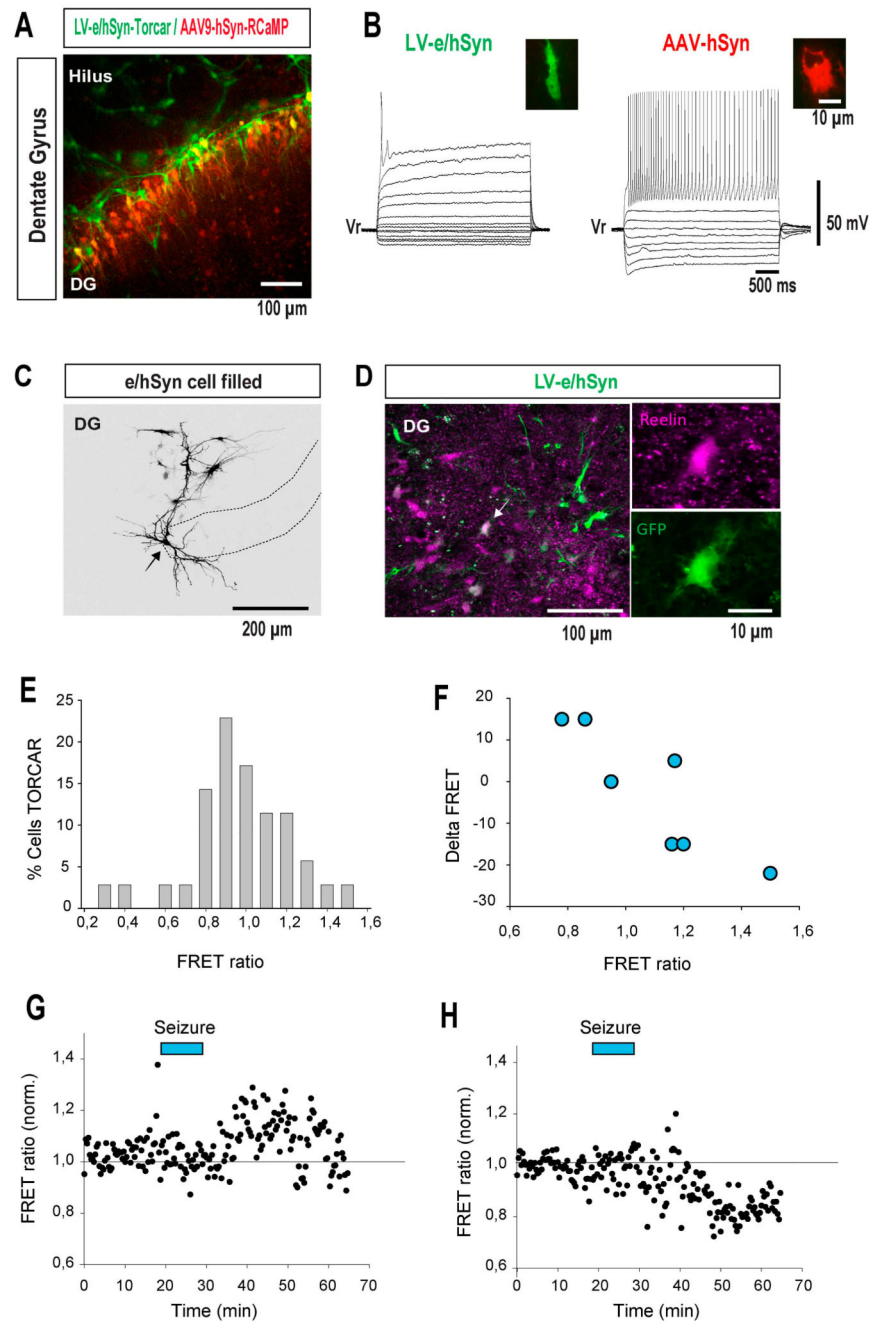 A
LV-e/hSyn-Torcar / AAV9-hSyn-RCaMP
Dentate Gyrus
Hilus
DG
100 µm
B
LV-e/hSyn
AAV-hSyn
10 µm
Vr
Vr
50 mV
500 ms
C
e/hSyn cell filled
DG
200 µm
D
LV-e/hSyn
DG
Reelin
GFP
100 µm
10 µm
E
% Cells TORCAR
25
20
15
10
5
0
0,2 0,4 0,6 0,8 1,0 1,2 1,4 1,6
FRET ratio
F
Delta FRET
20
10
0
-10
-20
-30
0,6 0,8 1,0 1,2 1,4 1,6
FRET ratio
G
Seizure
FRET ratio (norm.)
1,4
1,2
1,0
0,8
0,6
0 10 20 30 40 50 60 70
Time (min)
H
Seizure
FRET ratio (norm.)
1,4
1,2
1,0
0,8
0,6
0 10 20 30 40 50 60 70
Time (min)